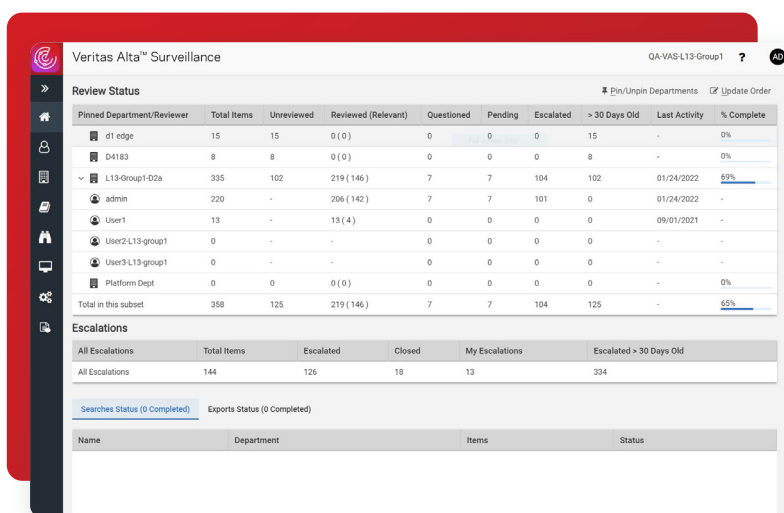 Veritas Alta™ Surveillance QA-VAS-L13-Group1 ? AD
Review Status Pin/Unpin Departments Update Order
Pinned Department/Reviewer Total Items Unreviewed Reviewed (Relevant) Questioned Pending Escalated > 30 Days Old Last Activity % Complete
d1 edge 15 15 0 ( 0 ) 0 0 0 15 - 0%
D4183 8 8 0 ( 0 ) 0 0 0 8 - 0%
L13-Group1-D2a 335 102 219 ( 146 ) 7 7 104 102 01/24/2022 69%
admin 220 - 206 ( 142 ) 7 7 101 0 01/24/2022 -
User1 13 - 13 ( 4 ) 0 0 0 0 09/01/2021 -
User2-L13-group1 0 - - 0 0 0 0 - -
User3-L13-group1 0 - - 0 0 0 0 - -
Platform Dept 0 0 0 ( 0 ) 0 0 0 0 - 0%
Total in this subset 358 125 219 ( 146 ) 7 7 104 125 - 65%
Escalations
All Escalations Total Items Escalated Closed My Escalations Escalated > 30 Days Old
All Escalations 144 126 18 13 334
Searches Status (0 Completed) Exports Status (0 Completed)
Name Department Items Status